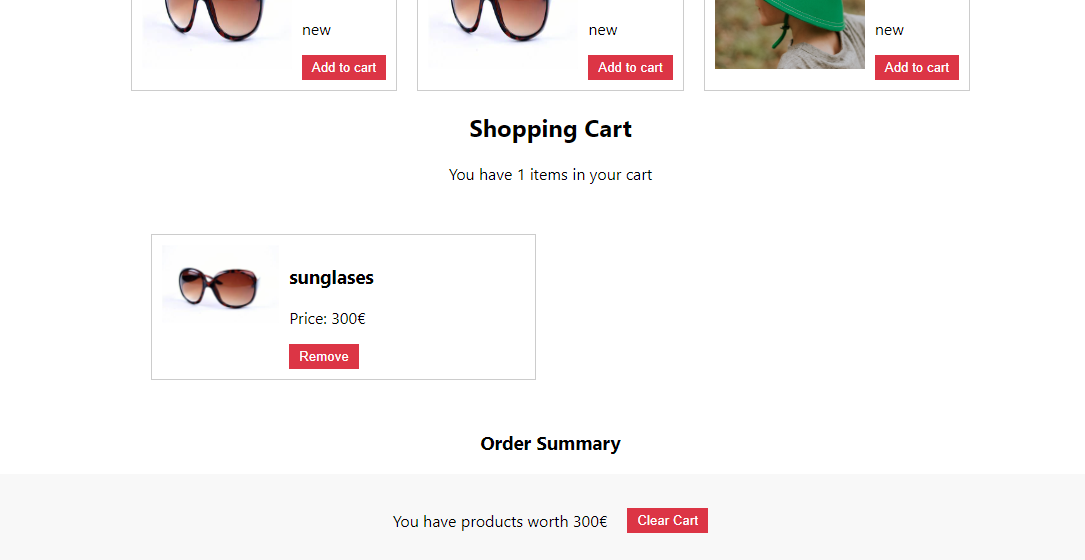 new
new
new
Add to cart
Add to cart
Add to cart
Shopping Cart
You have 1 items in your cart
sunglases
Price: 300€
Remove
Order Summary
You have products worth 300€
Clear Cart